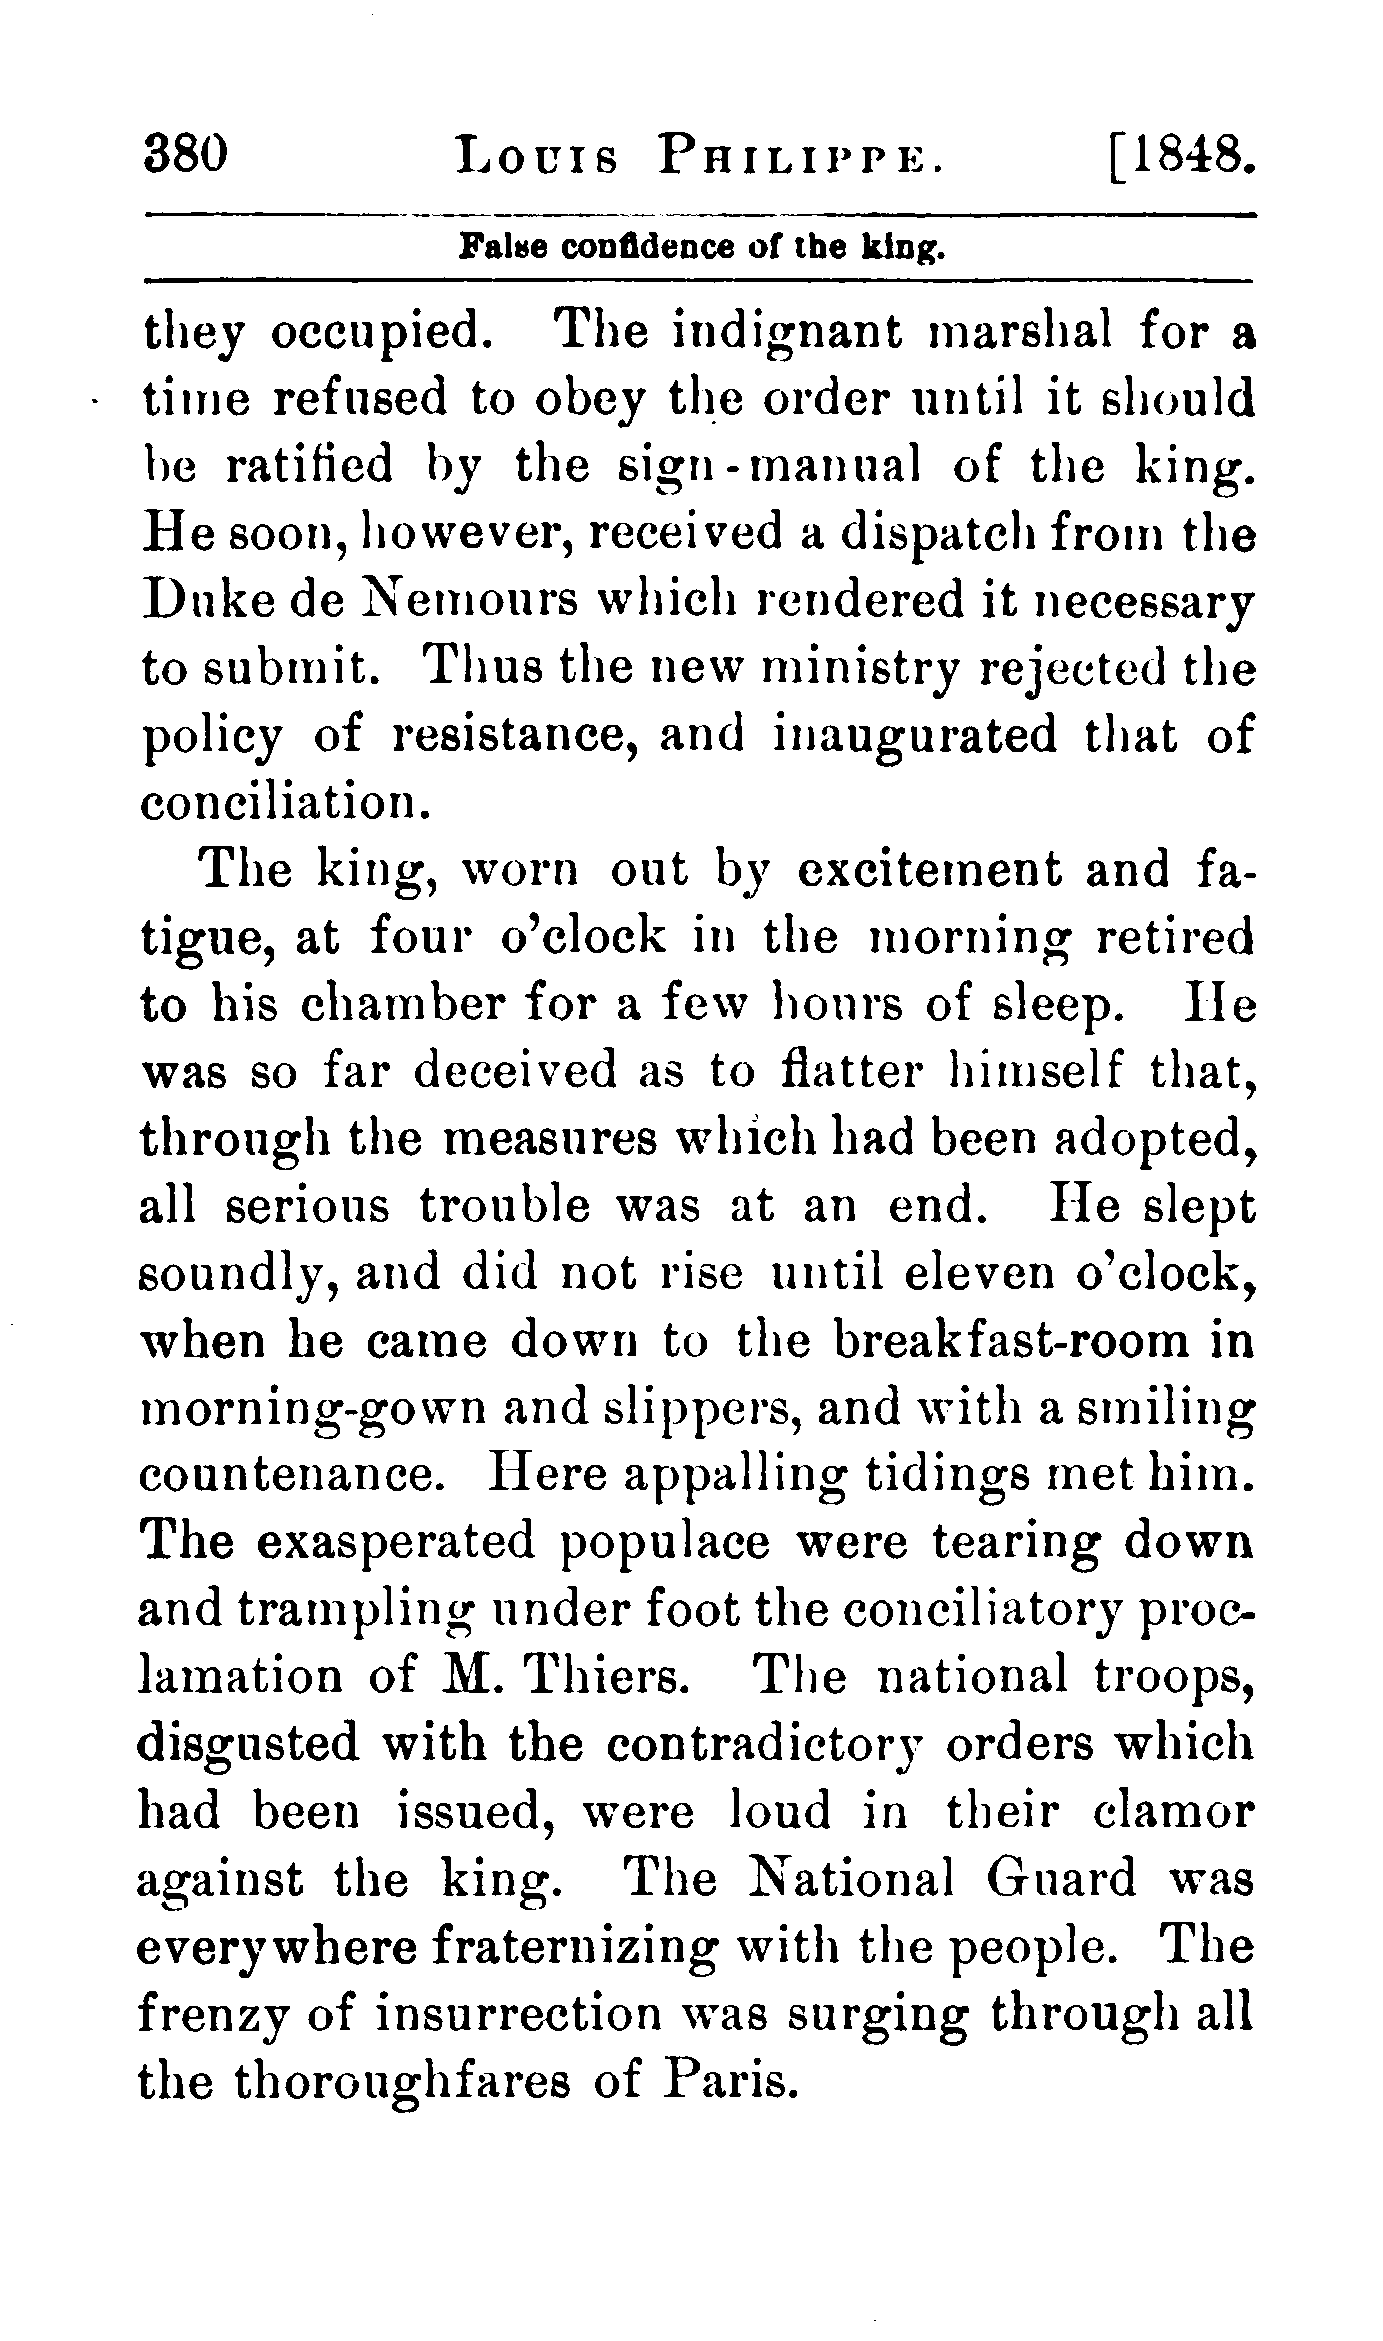 380 LOUIS PHILIPPE. [1848.
False confidence of the king.
they occupied. The indignant marshal for a
time refused to obey the order until it should
be ratified by the sign-manual of the king.
He soon, however, received a dispatch from the
Duke de Nemours which rendered it necessary
to submit. Thus the new ministry rejected the
policy of resistance, and inaugurated that of
conciliation.
The king, worn out by excitement and fa-
tigue, at four o'clock in the morning retired
to his chamber for a few hours of sleep. He
was so far deceived as to flatter himself that,
through the measures which had been adopted,
all serious trouble was at an end. He slept
soundly, and did not rise until eleven o'clock,
when he came down to the breakfast-room in
morning-gown and slippers, and with a smiling
countenance. Here appalling tidings met him.
The exasperated populace were tearing down
and trampling under foot the conciliatory proc-
lamation of M. Thiers. The national troops,
disgusted with the contradictory orders which
had been issued, were loud in their clamor
against the king. The National Guard was
everywhere fraternizing with the people. The
frenzy of insurrection was surging through all
the thoroughfares of Paris.